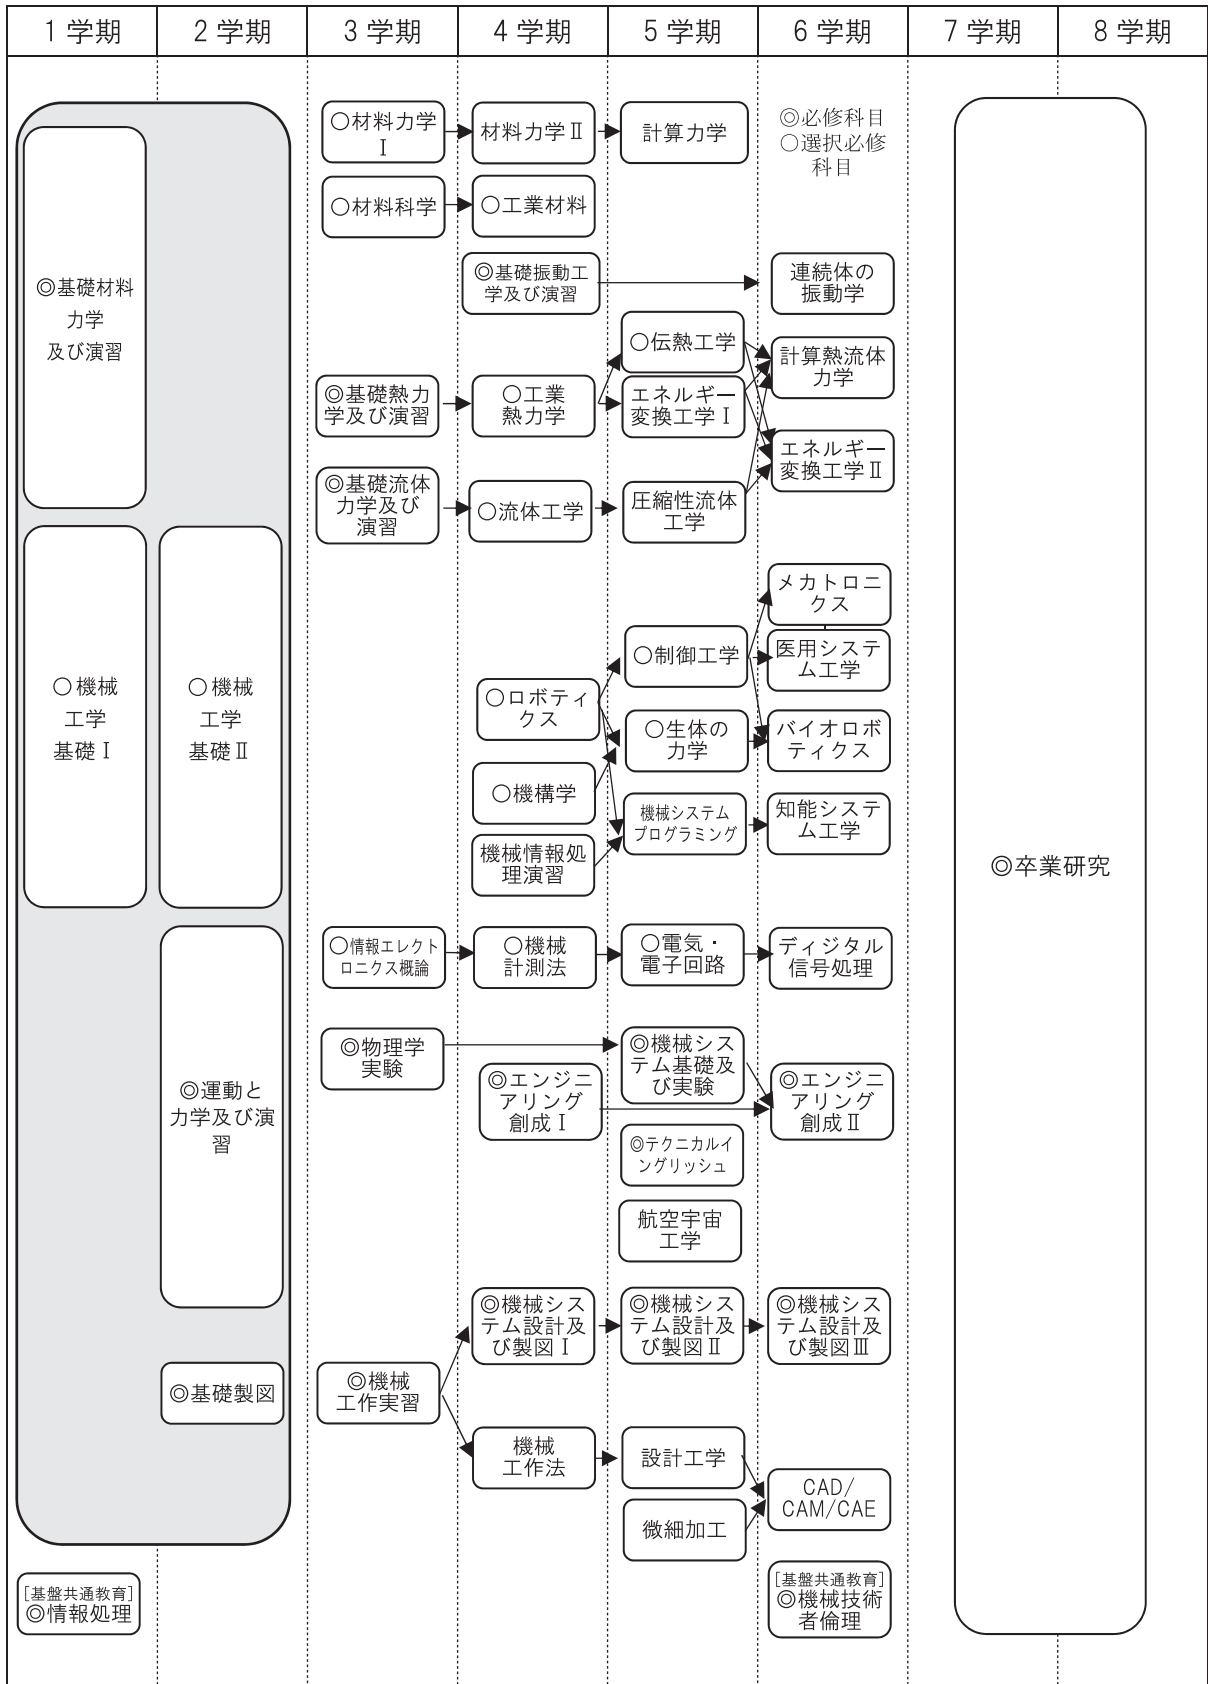 1 学期
2 学期
3 学期
4 学期
5 学期
6 学期
7 学期
8 学期
◎基礎材料
力学
及び演習
○機械
工学
基礎Ⅰ
[基盤共通教育]
◎情報処理
○機械
工学
基礎Ⅱ
◎運動と
力学及び演
習
◎基礎製図
○材料力学
Ⅰ
○材料科学
◎基礎熱力
学及び演習
◎基礎流体
力学及び
演習
○情報エレクト
ロニクス概論
◎物理学
実験
◎機械
工作実習
材料力学Ⅱ
○工業材料
◎基礎振動工
学及び演習
○工業
熱力学
○流体工学
○ロボティ
クス
○機構学
機械情報処
理演習
○機械
計測法
◎エンジニ
アリング
創成Ⅰ
◎機械シス
テム設計及
び製図Ⅰ
機械
工作法
計算力学
○伝熱工学
エネルギー
変換工学Ⅰ
圧縮性流体
工学
○制御工学
○生体の
力学
機械システム
プログラミング
○電気・
電子回路
◎機械シス
テム基礎及
び実験
◎テクニカルイ
ングリッシュ
航空宇宙
工学
◎機械シス
テム設計及
び製図Ⅱ
設計工学
微細加工
◎必修科目
○選択必修
科目
連続体の
振動学
計算熱流体
力学
エネルギー
変換工学Ⅱ
メカトロニ
クス
医用システ
ム工学
バイオロボ
ティクス
知能システ
ム工学
ディジタル
信号処理
◎エンジニ
アリング
創成Ⅱ
◎機械シス
テム設計及
び製図Ⅲ
CAD/
CAM/CAE
[基盤共通教育]
◎機械技術
者倫理
◎卒業研究